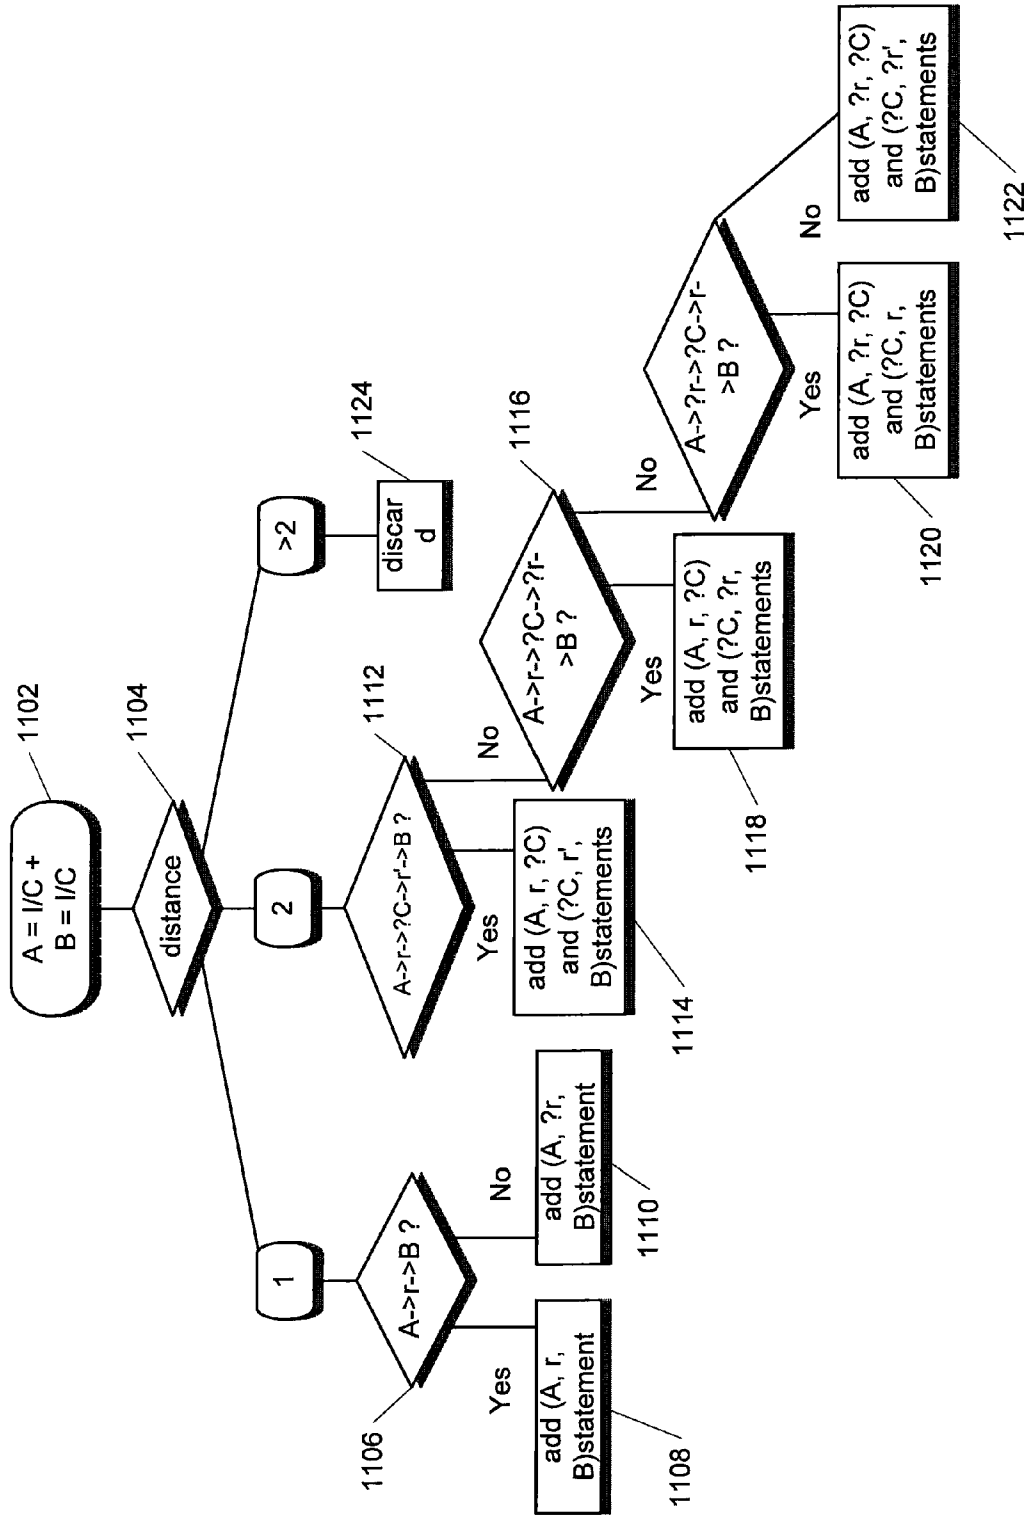 A = I/C +
B = I/C
1102
distance
1104
1
2
>2
A->r->B ?
1106
Yes
No
add (A, r,
B)statement
1108
add (A, ?r,
B)statement
1110
A->r->?C->r'->B ?
1112
Yes
No
add (A, r, ?C)
and (?C, r',
B)statements
1114
discar
d
1124
A->r->?C->?r-
>B ?
1116
Yes
No
add (A, r, ?C)
and (?C, ?r,
B)statements
1118
A->?r->?C->r-
>B ?
Yes
No
add (A, ?r, ?C)
and (?C, r,
B)statements
1120
add (A, ?r, ?C)
and (?C, ?r',
B)statements
1122